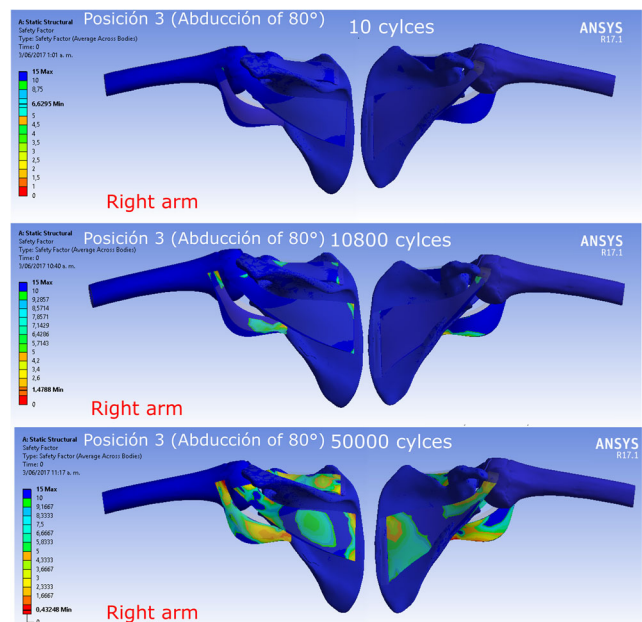 A: Static Structural
Safety Factor
Type: Safety Factor (Average Across Bodies)
Time: 0
3/06/2017 1:01 a. m.
Posición 3 (Abducción of 80°)
10 cylces
ANSYS
R17.1
15 Max
10
8,75
6,6295 Min
5
4,5
4
3,5
3
2,5
2
1,5
1
0
Right arm
A: Static Structural
Safety Factor
Type: Safety Factor (Average Across Bodies)
Time: 0
3/06/2017 10:40 a. m.
Posición 3 (Abducción of 80°)
10800 cylces
ANSYS
R17.1
15 Max
10
9,2857
8,5714
7,8571
7,1429
6,4286
5,7143
5
4,2
3,4
2,6
1,4788 Min
0
Right arm
A: Static Structural
Safety Factor
Type: Safety Factor (Average Across Bodies)
Time: 0
3/06/2017 11:17 a. m.
Posición 3 (Abducción of 80°)
50000 cylces
ANSYS
R17.1
15 Max
10
9,1667
8,3333
7,5
6,6667
5,8333
5
4,3333
3,6667
3
2,3333
1,6667
0,43248 Min
0
Right arm